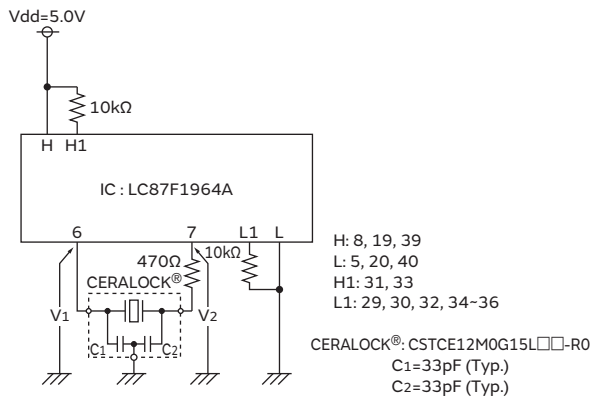 Vdd=5.0V
10kΩ
H H1
IC : LC87F1964A
6 7 L1 L
470Ω 10kΩ
CERALOCK®
V1 V2
C1 C2
H: 8, 19, 39
L: 5, 20, 40
H1: 31, 33
L1: 29, 30, 32, 34~36
CERALOCK®: CSTCE12M0G15L□□-R0
C1=33pF (Typ.)
C2=33pF (Typ.)